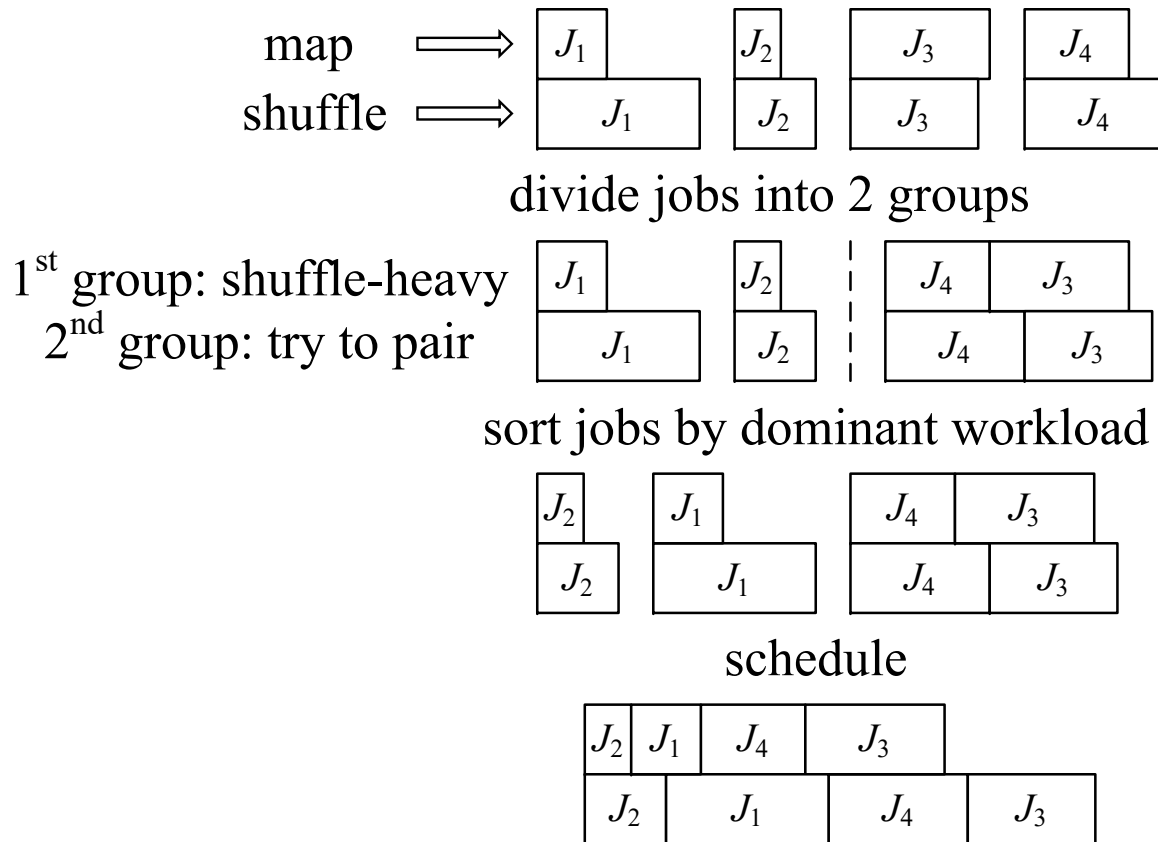 map J1 J2 J3 J4
shuffle J1 J2 J3 J4
divide jobs into 2 groups
1st group: shuffle-heavy J1 J2 J4 J3
2nd group: try to pair J1 J2 J4 J3
sort jobs by dominant workload
J2 J1 J4 J3
J2 J1 J4 J3
schedule
J2 J1 J4 J3
J2 J1 J4 J3